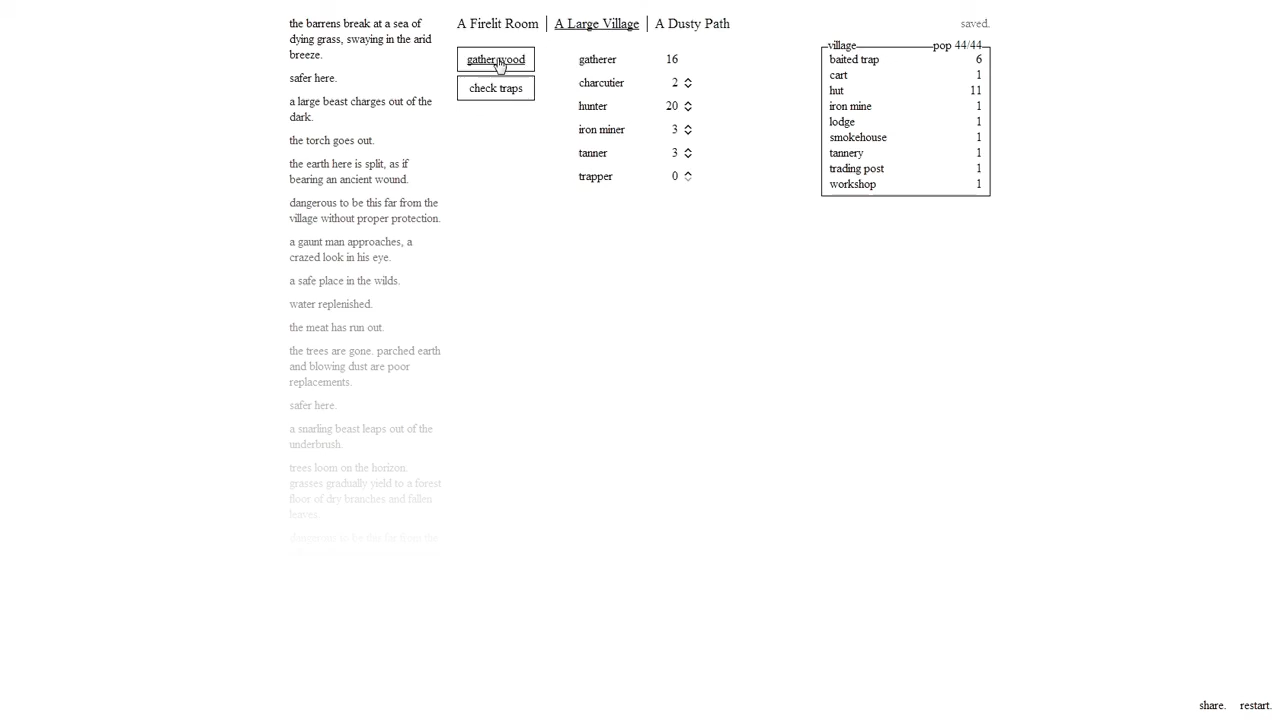 the barrens break at a sea of
dying grass, swaying in the arid
breeze.
safer here.
a large beast charges out of the
dark.
the torch goes out.
the earth here is split, as if
bearing an ancient wound.
dangerous to be this far from the
village without proper protection.
a gaunt man approaches, a
crazed look in his eye.
a safe place in the wilds.
water replenished.
the meat has run out.
the trees are gone. parched earth
and blowing dust are poor
replacements.
safer here.
a snarling beast leaps out of the
underbrush.
trees loom on the horizon.
grasses gradually yield to a forest
floor of dry branches and fallen
leaves.
dangerous to be this far from the
A Firelit Room | A Large Village | A Dusty Path
gather wood
check traps
gatherer 16
charcutier 2
hunter 20
iron miner 3
tanner 3
trapper 0
saved.
village pop 44/44
baited trap 6
cart 1
hut 11
iron mine 1
lodge 1
smokehouse 1
tannery 1
trading post 1
workshop 1
share. restart.